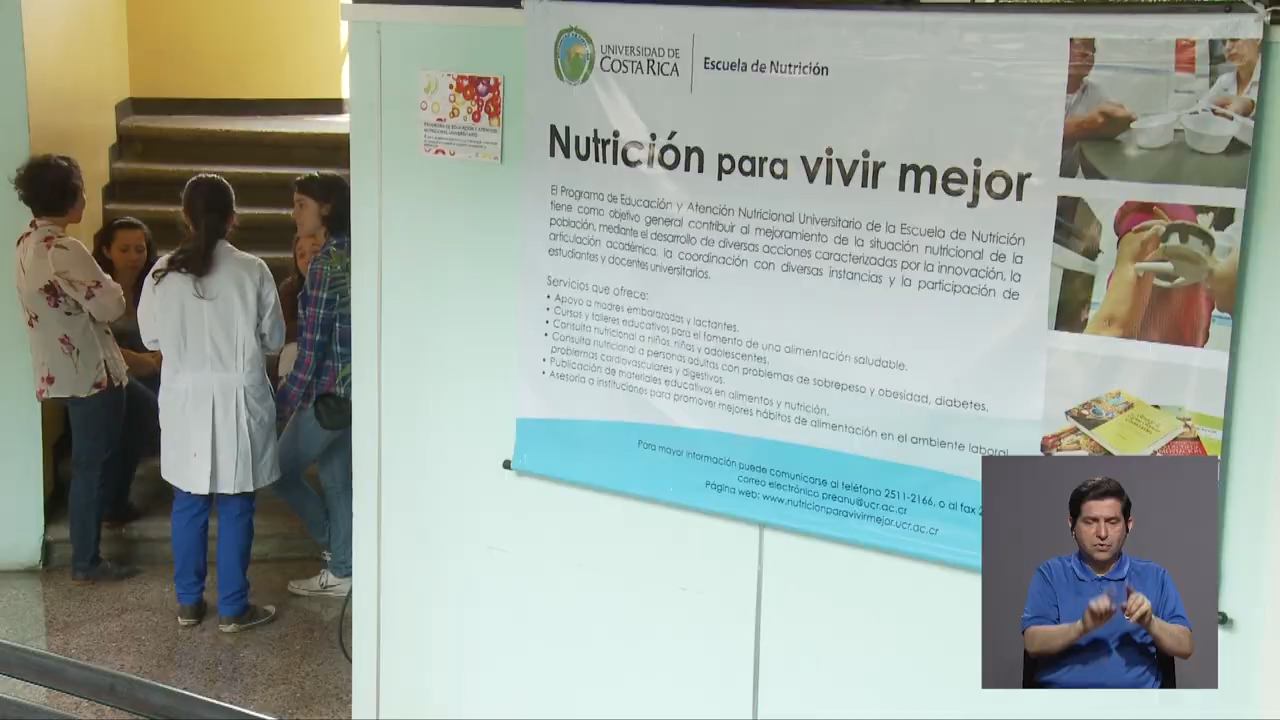 UNIVERSIDAD DE
COSTA RICA
Escuela de Nutrición
PROGRAMA DE EDUCACIÓN Y ATENCIÓN
NUTRICIONAL UNIVERSITARIO
Nutrición para vivir mejor
El Programa de Educación y Atención Nutricional Universitario de la Escuela de Nutrición
tiene como objetivo general contribuir al mejoramiento de la situación nutricional de la
población, mediante el desarrollo de diversas acciones caracterizadas por la innovación, la
articulación académica, la coordinación con diversas instancias y la participación de
estudiantes y docentes universitarios.
Servicios que ofrece:
• Apoyo a madres embarazadas y lactantes.
• Cursos y talleres educativos para el fomento de una alimentación saludable.
• Consulta nutricional a niños, niñas y adolescentes.
• Consulta nutricional a personas adultas con problemas de sobrepeso y obesidad, diabetes,
problemas cardiovasculares y digestivos.
• Publicación de materiales educativos en alimentos y nutrición.
• Asesoría a instituciones para promover mejores hábitos de alimentación en el ambiente laboral
Para mayor información puede comunicarse al teléfono 2511-2166, o al fax 2
correo electrónico preanu@ucr.ac.cr
Página web: www.nutricionparavivirmejor.ucr.ac.cr